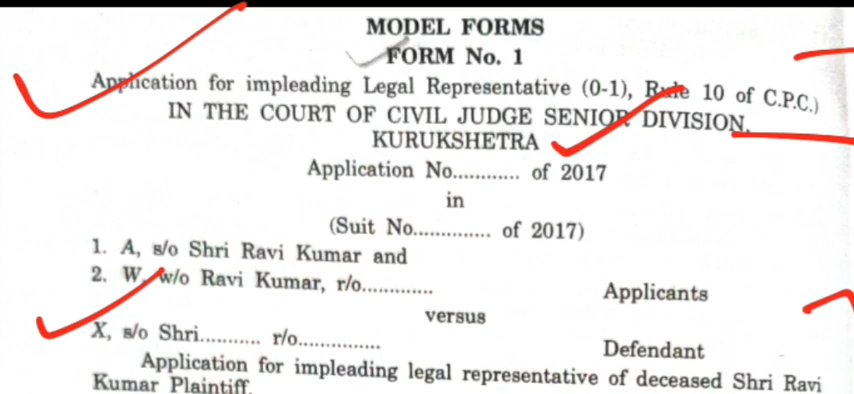 MODEL FORMS
FORM No. 1
Application for impleading Legal Representative (0-1), Rule 10 of C.P.C.)
IN THE COURT OF CIVIL JUDGE SENIOR DIVISION,
KURUKSHETRA
Application No............ of 2017
in
(Suit No.............. of 2017)
1. A, s/o Shri Ravi Kumar and
2. W, w/o Ravi Kumar, r/o.............
Applicants
versus
X, s/o Shri........... r/o...............
Defendant
Application for impleading legal representative of deceased Shri Ravi
Kumar Plaintiff.